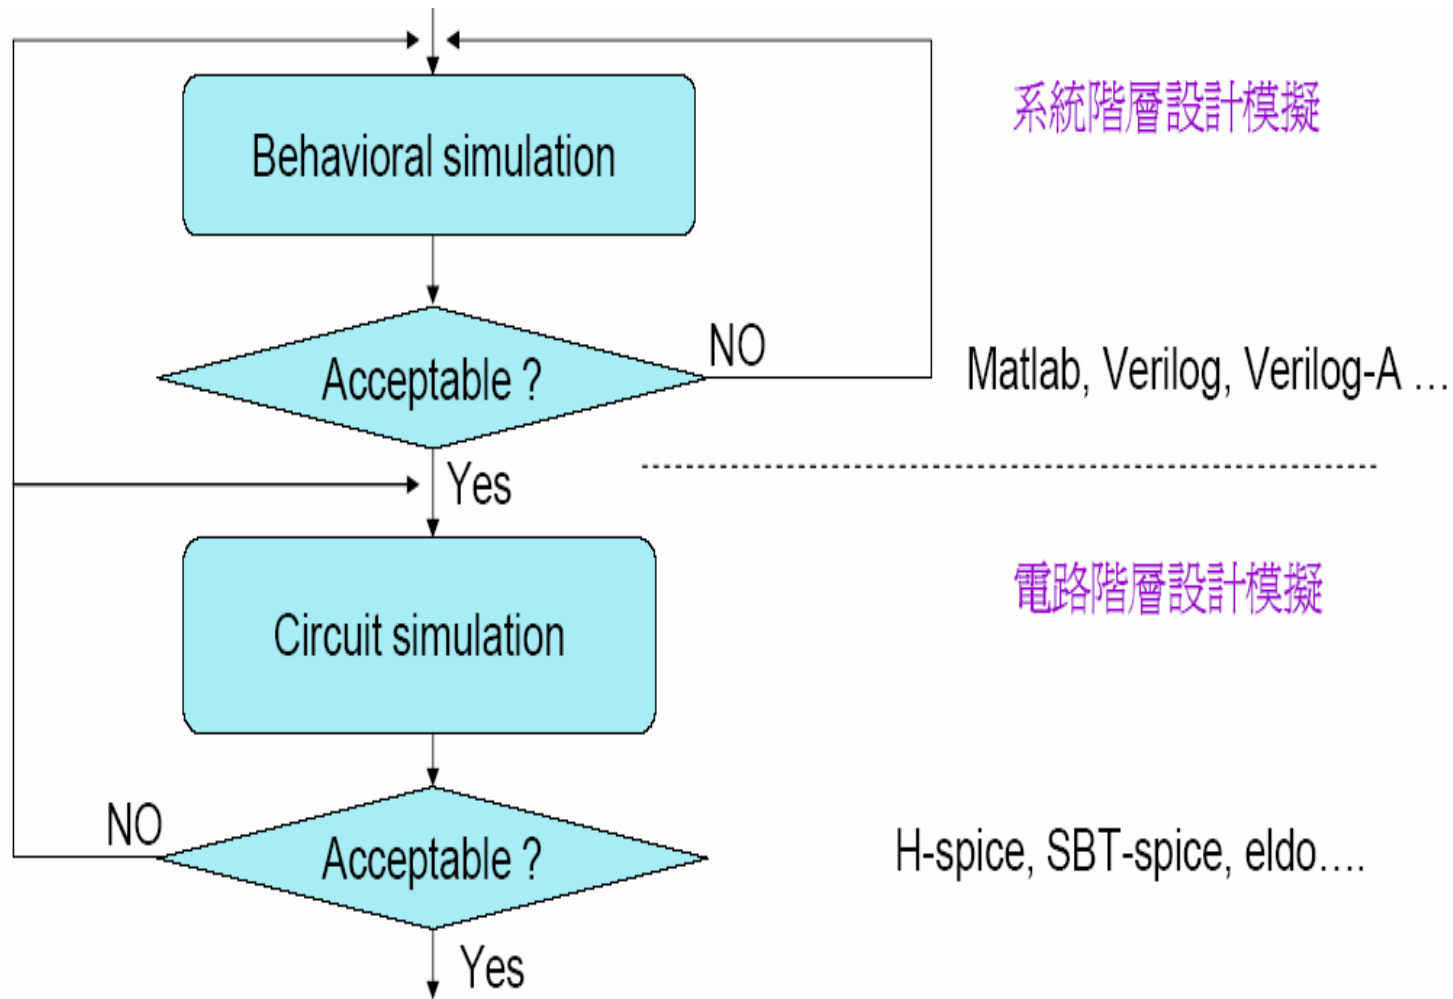 系統階層設計模擬
Behavioral simulation
Acceptable ?
NO
Matlab, Verilog, Verilog-A ...
Yes
電路階層設計模擬
Circuit simulation
NO
Acceptable ?
H-spice, SBT-spice, eldo....
Yes